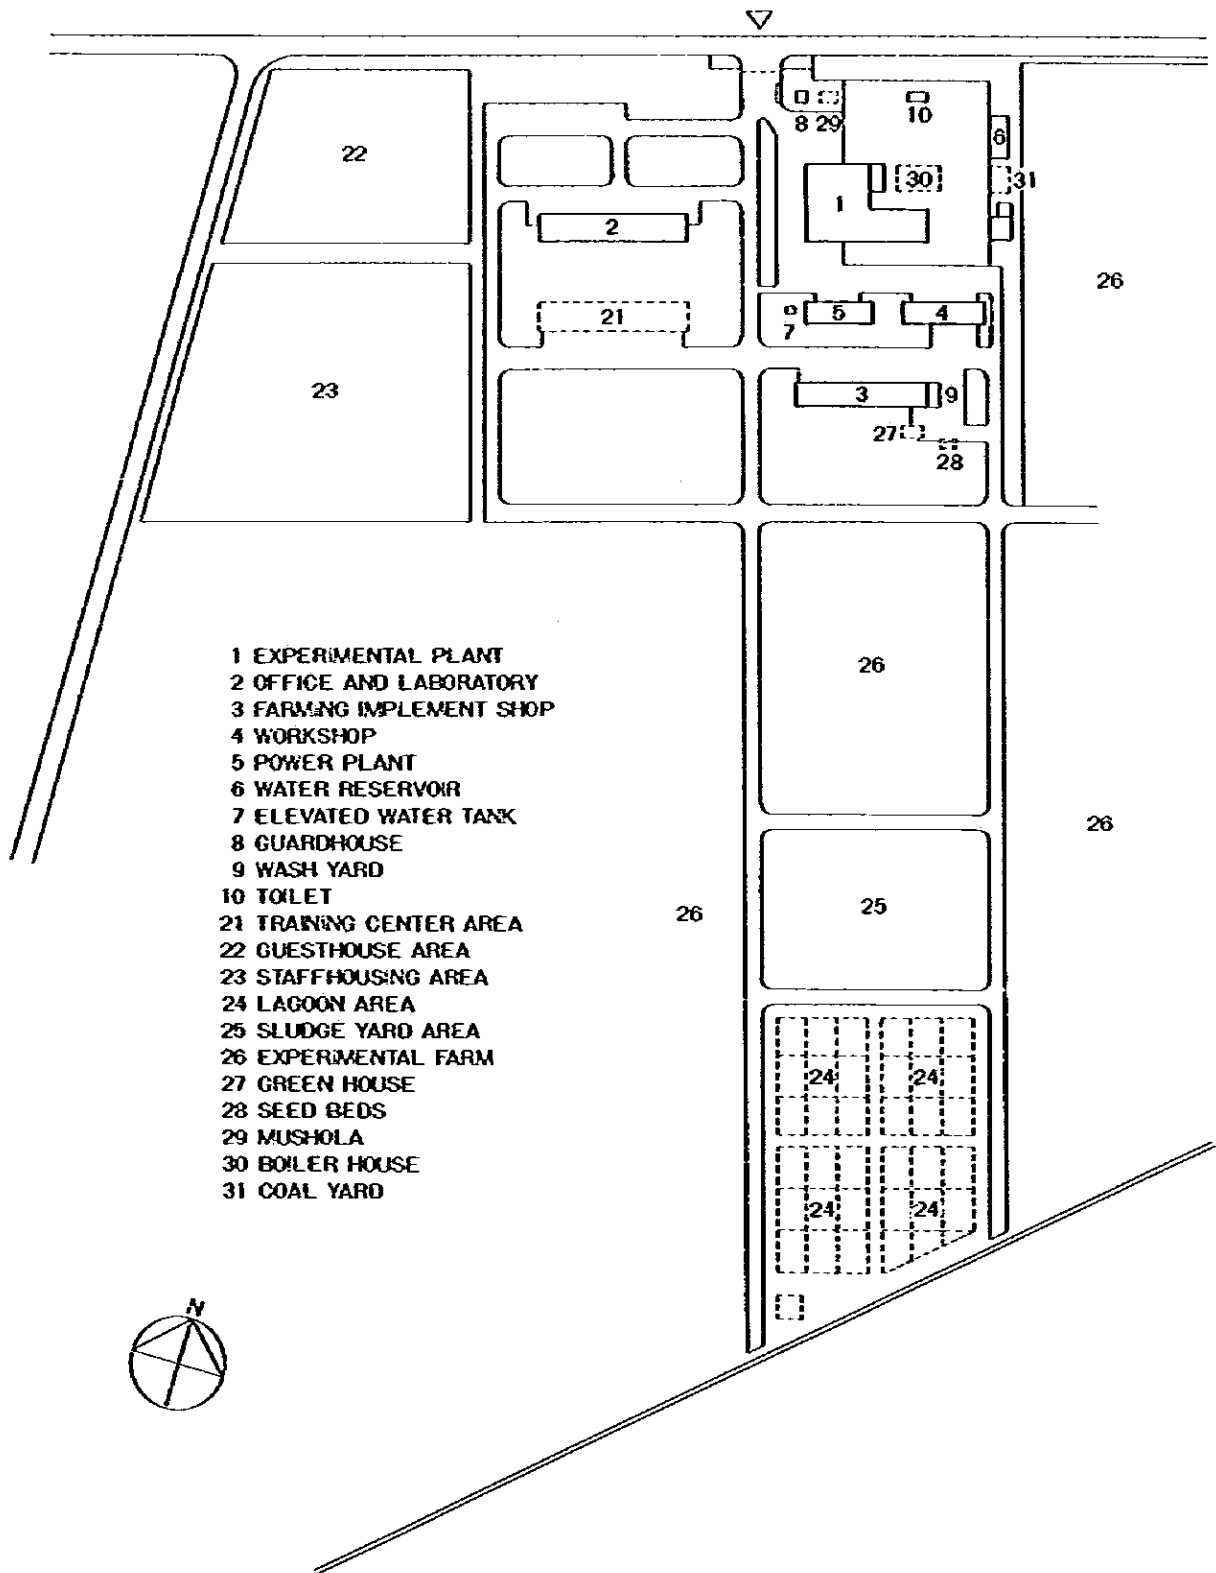 8 29
10
6
22
30
31
1
2
26
21
7
5
4
23
3
9
27
28
1 EXPERIMENTAL PLANT
2 OFFICE AND LABORATORY
3 FARMING IMPLEMENT SHOP
4 WORKSHOP
5 POWER PLANT
6 WATER RESERVOIR
7 ELEVATED WATER TANK
8 GUARDHOUSE
9 WASH YARD
10 TOILET
21 TRAINING CENTER AREA
22 GUESTHOUSE AREA
23 STAFFHOUSING AREA
24 LAGOON AREA
25 SLUDGE YARD AREA
26 EXPERIMENTAL FARM
27 GREEN HOUSE
28 SEED BEDS
29 MUSHOLA
30 BOILER HOUSE
31 COAL YARD
26
26
26
25
24 24
24 24
N